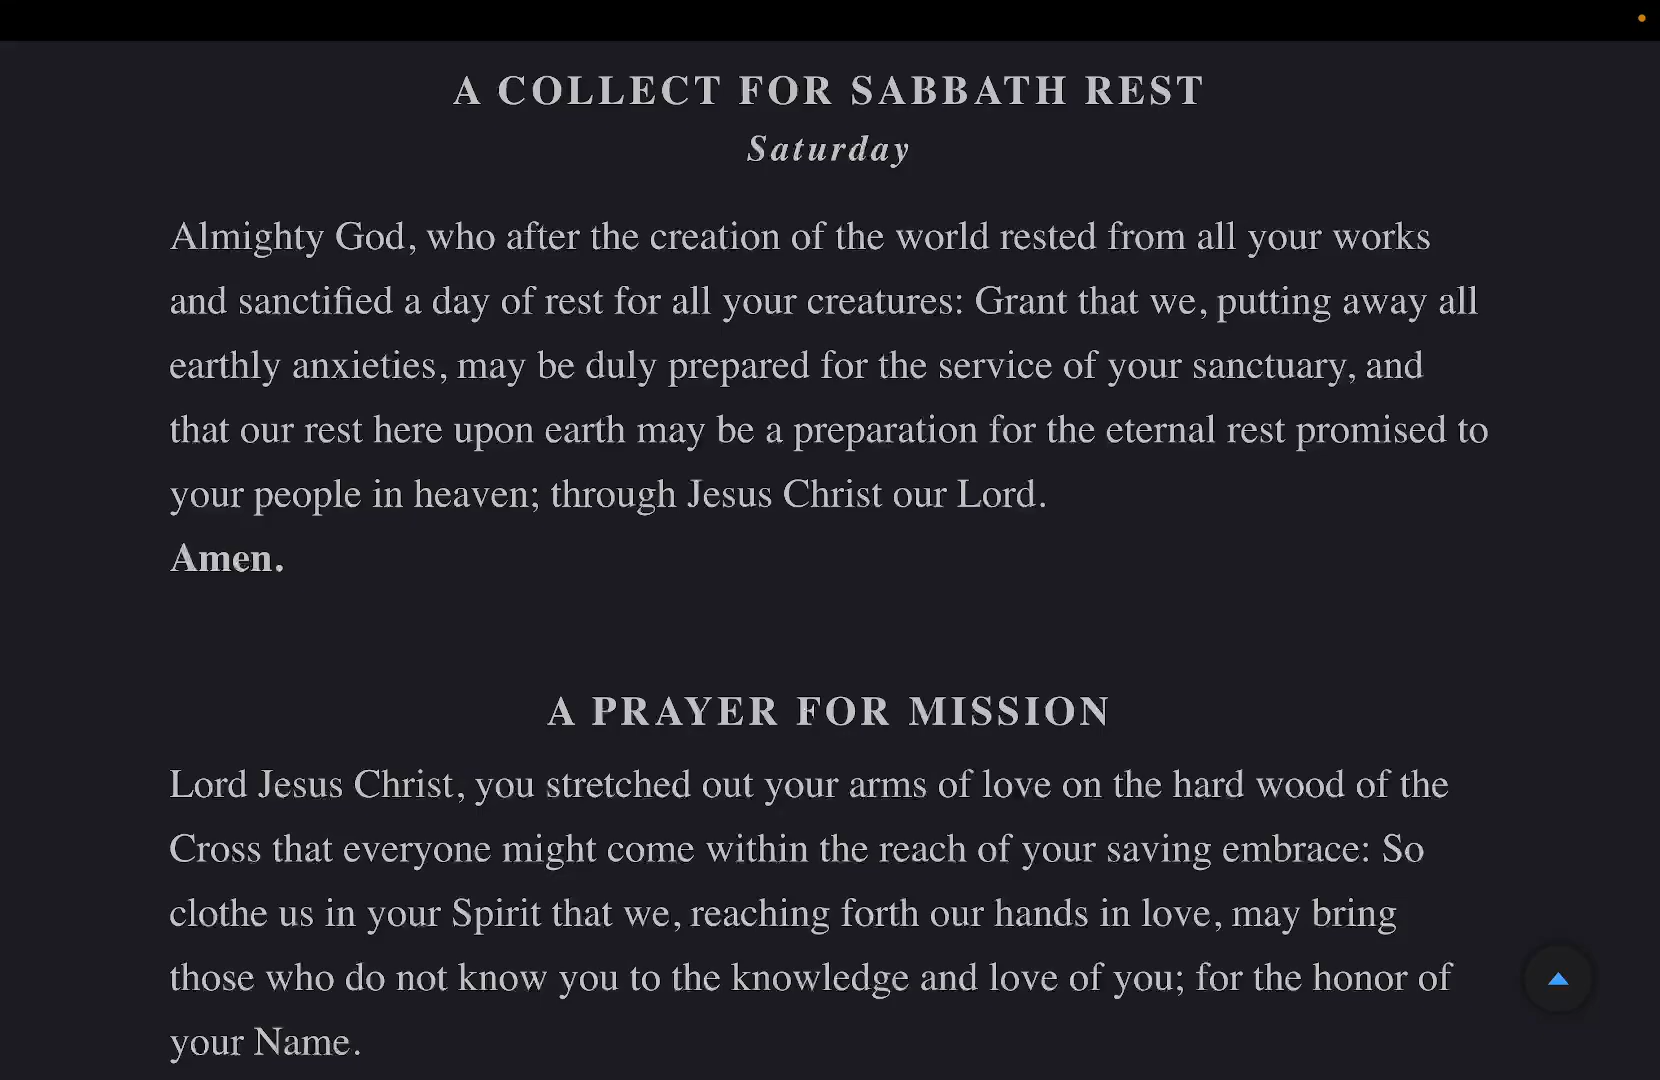 A COLLECT FOR SABBATH REST
Saturday
Almighty God, who after the creation of the world rested from all your works
and sanctified a day of rest for all your creatures: Grant that we, putting away all
earthly anxieties, may be duly prepared for the service of your sanctuary, and
that our rest here upon earth may be a preparation for the eternal rest promised to
your people in heaven; through Jesus Christ our Lord.
Amen.
A PRAYER FOR MISSION
Lord Jesus Christ, you stretched out your arms of love on the hard wood of the
Cross that everyone might come within the reach of your saving embrace: So
clothe us in your Spirit that we, reaching forth our hands in love, may bring
those who do not know you to the knowledge and love of you; for the honor of
your Name.